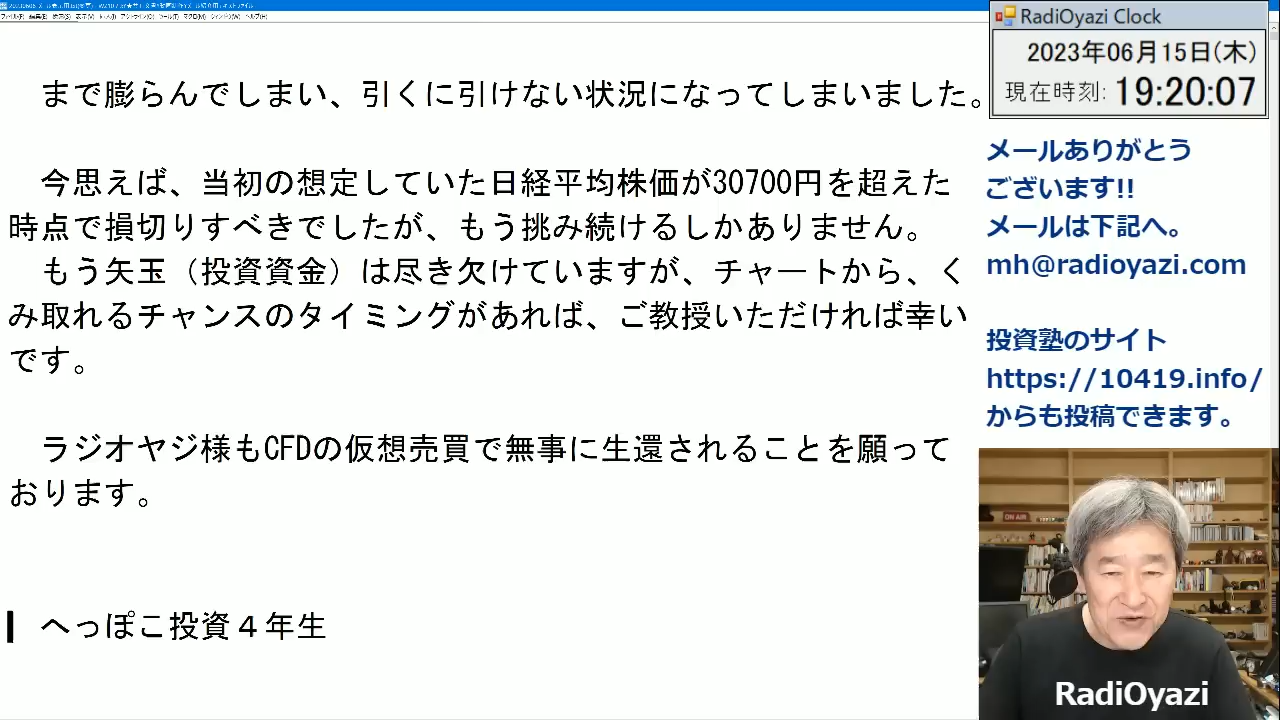 RadiOyazi Clock
2023年06月15日(木)
現在時刻: 19:20:07
まで膨らんでしまい、引くに引けない状況になってしまいました。
今思えば、当初の想定していた日経平均株価が30700円を超えた
時点で損切りすべきでしたが、もう挑み続けるしかありません。
もう矢玉（投資資金）は尽き欠けていますが、チャートから、く
み取れるチャンスのタイミングがあれば、ご教授いただければ幸い
です。
ラジオヤジ様もCFDの仮想売買で無事に生還されることを願って
おります。
へっぽこ投資４年生
メールありがとう
ございます!!
メールは下記へ。
mh@radioyazi.com
投資塾のサイト
https://10419.info/
からも投稿できます。
ON AIR
RadiOyazi